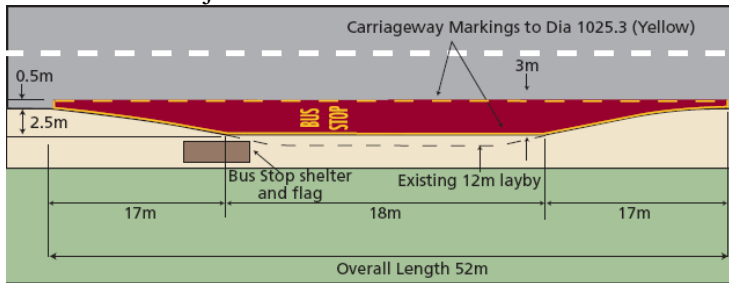 Carriageway Markings to Dia 1025.3 (Yellow)
3m
0.5m
2.5m
BUS
STOP
Bus Stop shelter
and flag
Existing 12m layby
17m
18m
17m
Overall Length 52m